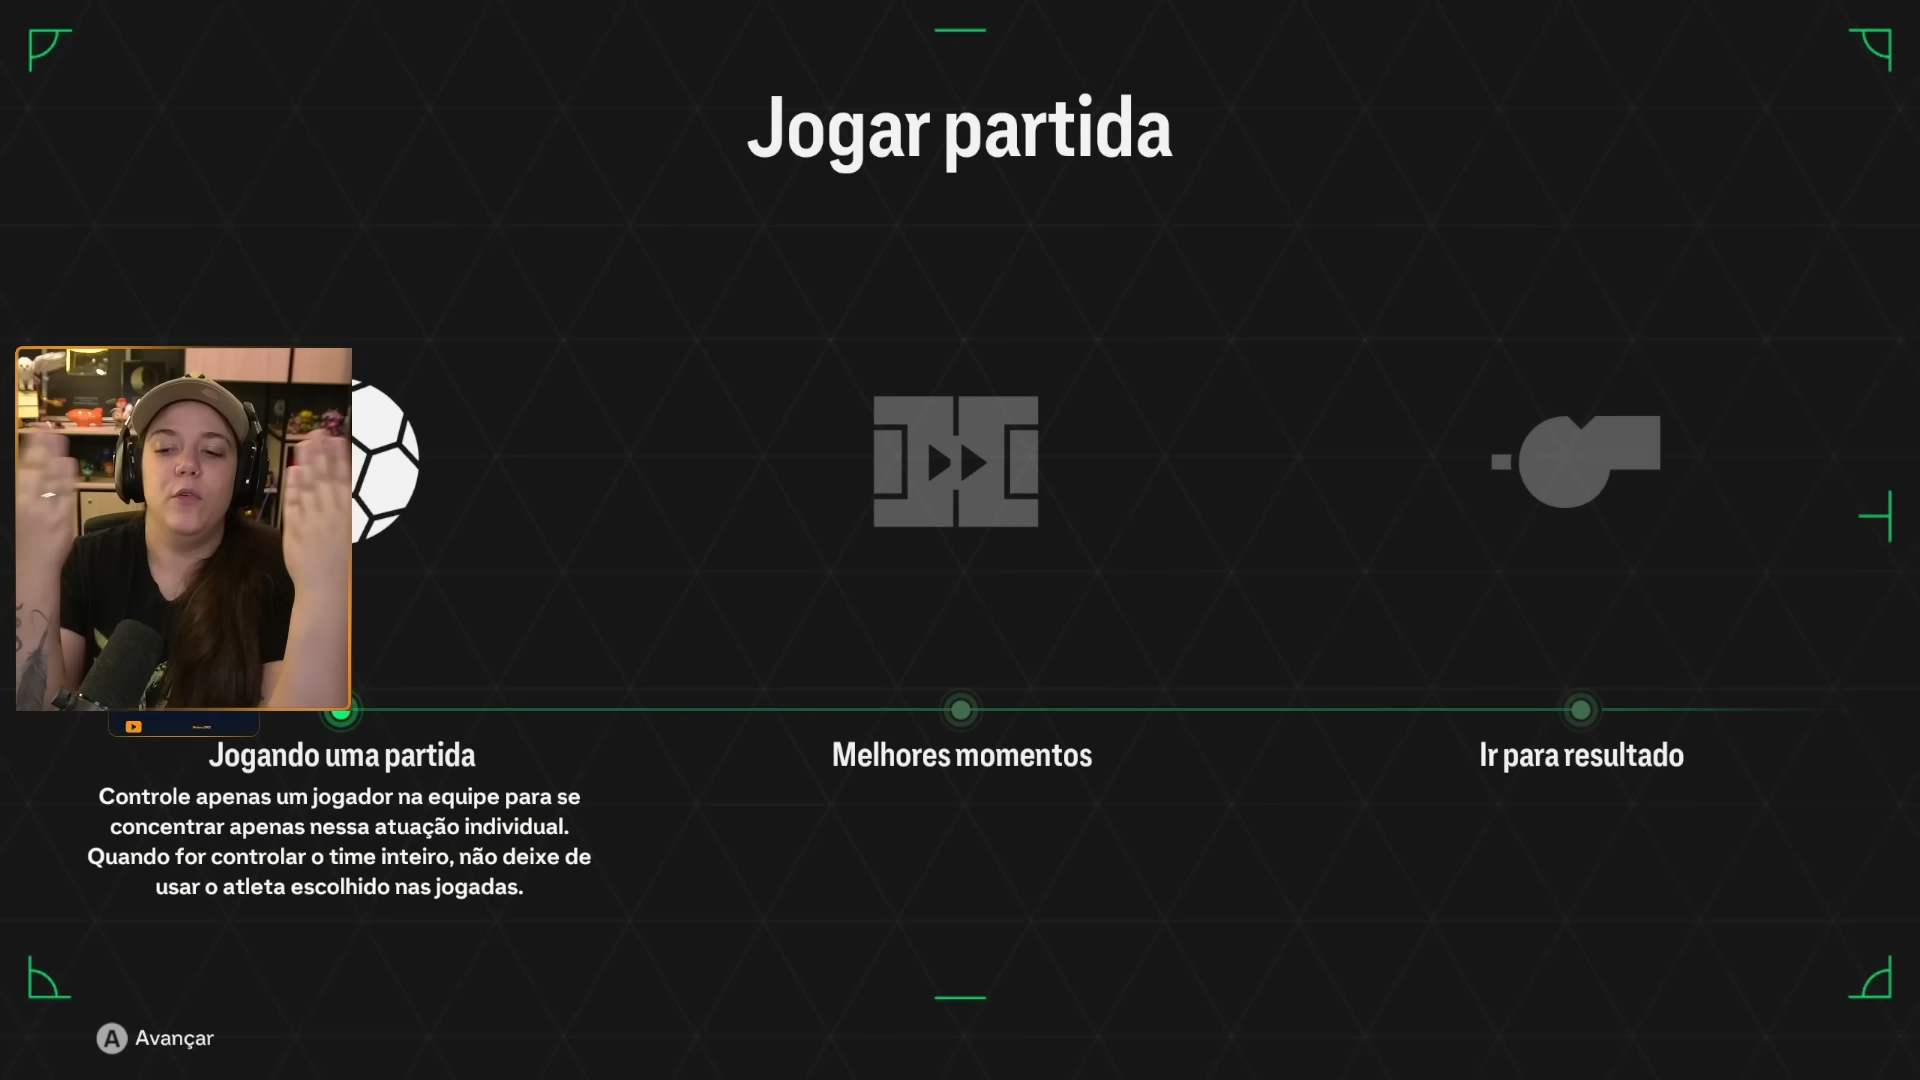 Jogar partida
Jogando uma partida
Controle apenas um jogador na equipe para se
concentrar apenas nessa atuação individual.
Quando for controlar o time inteiro, não deixe de
usar o atleta escolhido nas jogadas.
Melhores momentos
Ir para resultado
A Avançar